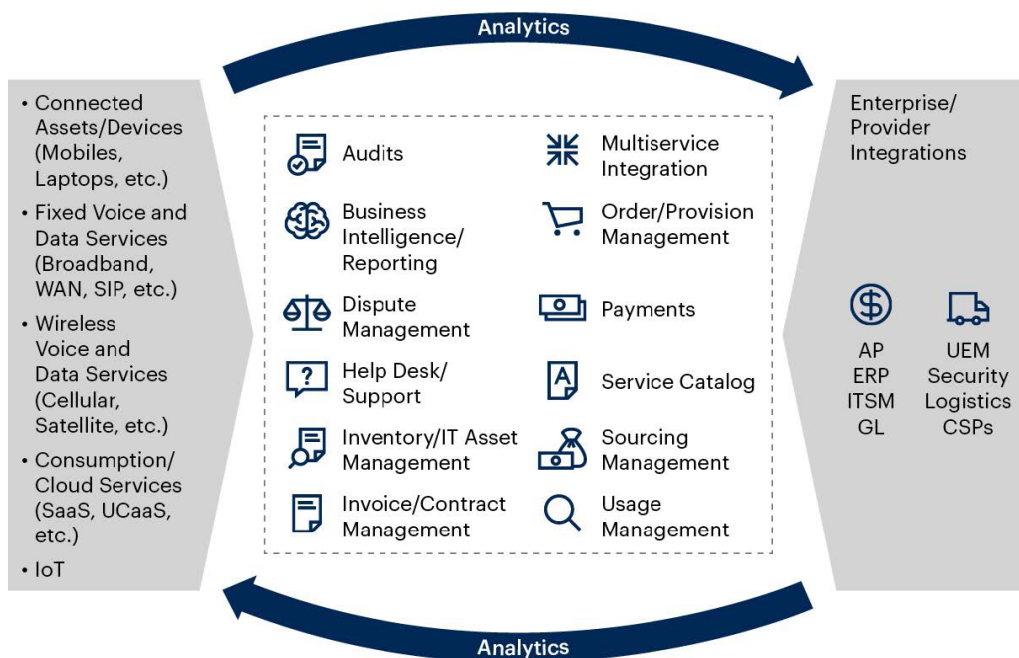 Analytics
• Connected
Assets/Devices
(Mobiles,
Laptops, etc.)
• Fixed Voice and
Data Services
(Broadband,
WAN, SIP, etc.)
• Wireless
Voice and
Data Services
(Cellular,
Satellite, etc.)
• Consumption/
Cloud Services
(SaaS, UCaaS,
etc.)
• IoT
Audits
Business
Intelligence/
Reporting
Dispute
Management
?
Help Desk/
Support
Inventory/IT Asset
Management
Invoice/Contract
Management
Multiservice
Integration
Order/Provision
Management
Payments
A
Service Catalog
Sourcing
Management
Usage
Management
Enterprise/
Provider
Integrations
$
AP
ERP
ITSM
GL
UEM
Security
Logistics
CSPs
Analytics